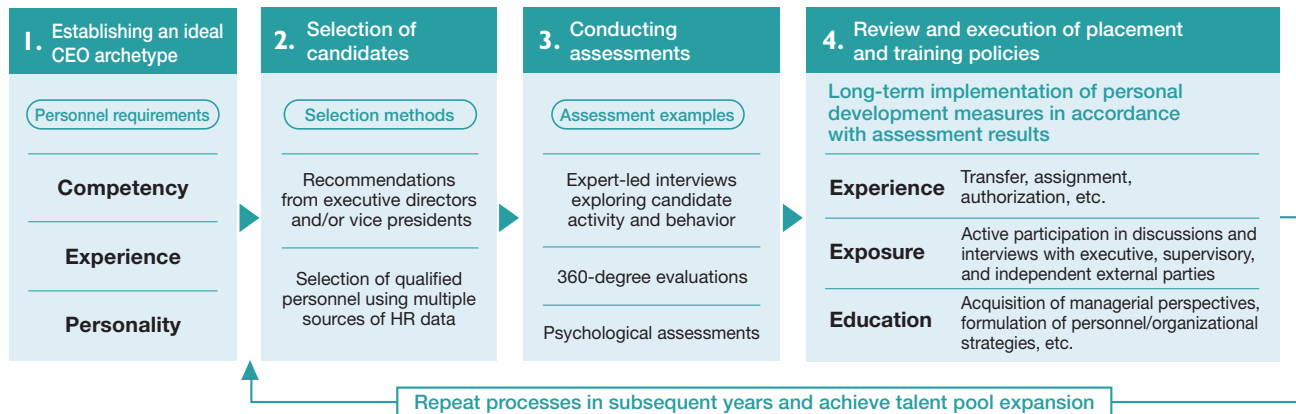 1. Establishing an ideal
CEO archetype
Personnel requirements
Competency
Experience
Personality
2. Selection of
candidates
Selection methods
Recommendations
from executive directors
and/or vice presidents
Selection of qualified
personnel using multiple
sources of HR data
3. Conducting
assessments
Assessment examples
Expert-led interviews
exploring candidate
activity and behavior
360-degree evaluations
Psychological assessments
4. Review and execution of placement
and training policies
Long-term implementation of personal
development measures in accordance
with assessment results
Experience
Transfer, assignment,
authorization, etc.
Exposure
Active participation in discussions and
interviews with executive, supervisory,
and independent external parties
Education
Acquisition of managerial perspectives,
formulation of personnel/organizational
strategies, etc.
Repeat processes in subsequent years and achieve talent pool expansion